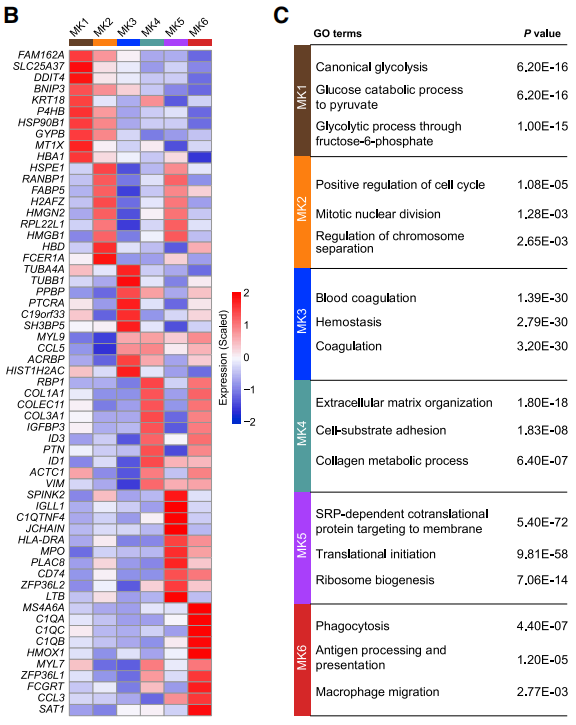 B
MK1
MK2
MK3
MK4
MK5
MK6
FAM162A
SLC25A37
DDIT4
BNIP3
KRT18
P4HB
HSP90B1
GYPB
MT1X
HBA1
HSPE1
RANBP1
FABP5
H2AFZ
HMGN2
RPL22L1
HMGB1
HBD
FCER1A
TUBA4A
TUBB1
PPBP
PTCRA
C19orf33
SH3BP5
MYL9
CCL5
ACRBP
HIST1H2AC
RBP1
COL1A1
COLEC11
COL3A1
IGFBP3
ID3
PTN
ID1
ACTC1
VIM
SPINK2
IGLL1
C1QTNF4
JCHAIN
HLA-DRA
MPO
PLAC8
CD74
ZFP36L2
LTB
MS4A6A
C1QA
C1QC
C1QB
HMOX1
MYL7
ZFP36L1
FCGRT
CCL3
SAT1
Expression (Scaled)
2
1
0
−1
−2
C
GO terms P value
MK1
Canonical glycolysis 6.20E-16
Glucose catabolic process
to pyruvate 6.20E-16
Glycolytic process through
fructose-6-phosphate 1.00E-15
MK2
Positive regulation of cell cycle 1.08E-05
Mitotic nuclear division 1.28E-03
Regulation of chromosome
separation 2.65E-03
MK3
Blood coagulation 1.39E-30
Hemostasis 2.79E-30
Coagulation 3.20E-30
MK4
Extracellular matrix organization 1.80E-18
Cell-substrate adhesion 1.83E-08
Collagen metabolic process 6.40E-07
MK5
SRP-dependent cotranslational
protein targeting to membrane 5.40E-72
Translational initiation 9.81E-58
Ribosome biogenesis 7.06E-14
MK6
Phagocytosis 4.40E-07
Antigen processing and
presentation 1.20E-05
Macrophage migration 2.77E-03